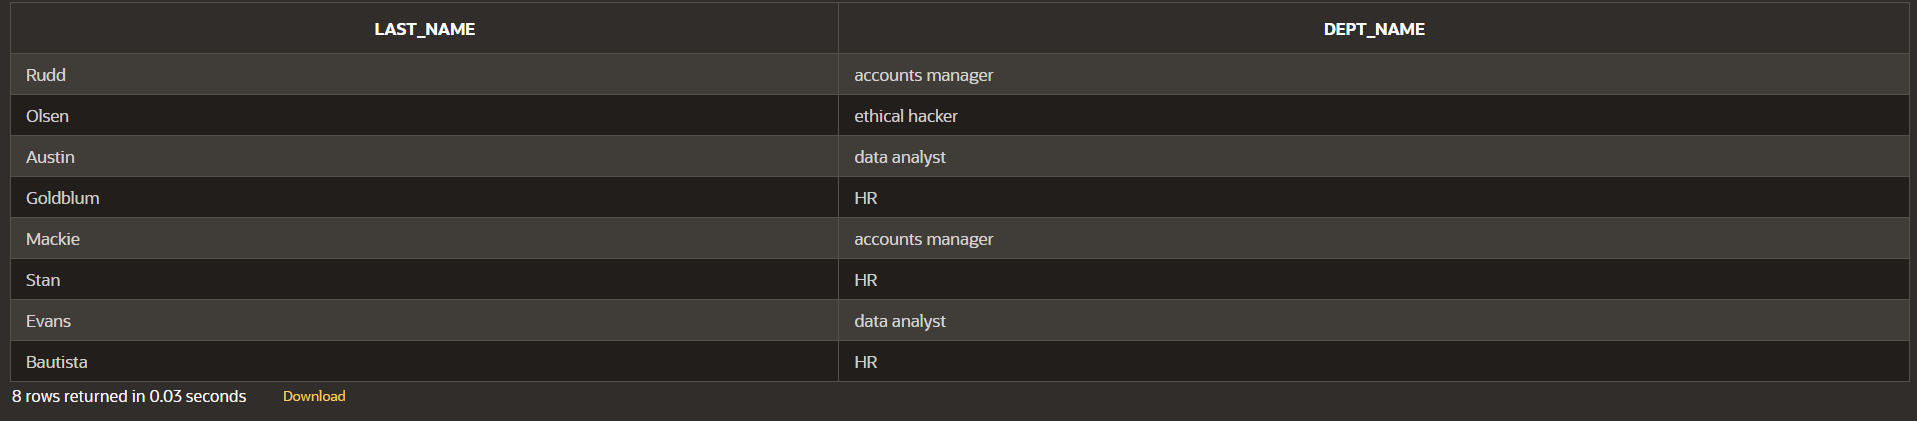 LAST_NAME DEPT_NAME
Rudd accounts manager
Olsen ethical hacker
Austin data analyst
Goldblum HR
Mackie accounts manager
Stan HR
Evans data analyst
Bautista HR
8 rows returned in 0.03 seconds Download